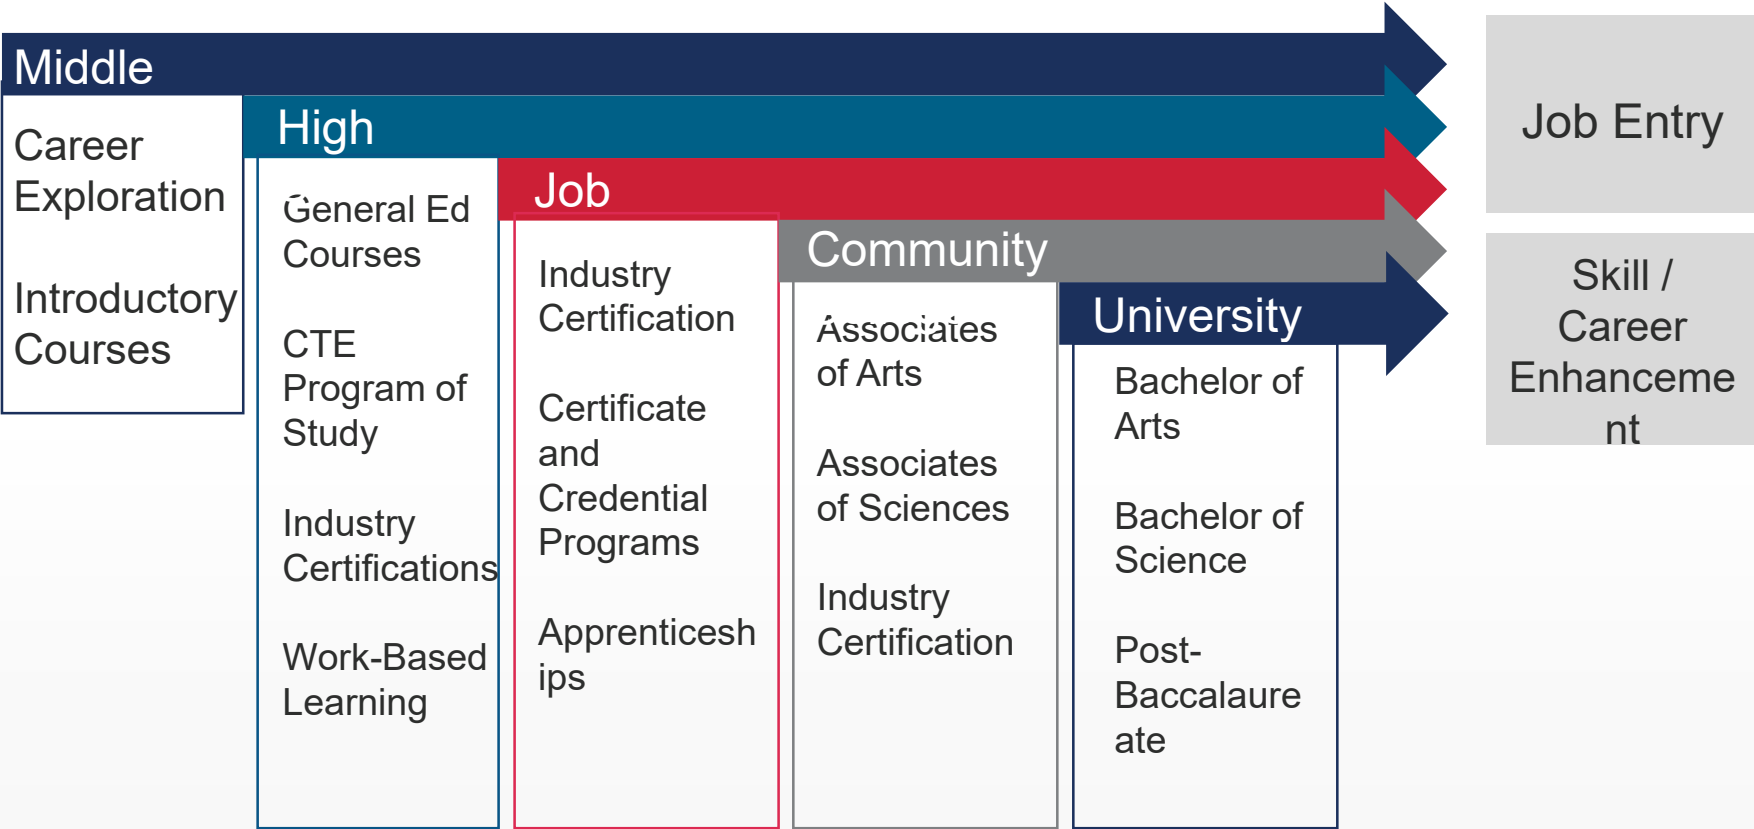 Middle
Career
Exploration
Introductory
Courses
High
General Ed
Courses
CTE
Program of
Study
Industry
Certifications
Work-Based
Learning
Job
Industry
Certification
Certificate
and
Credential
Programs
Apprenticesh
ips
Community
Associates
of Arts
Associates
of Sciences
Industry
Certification
University
Bachelor of
Arts
Bachelor of
Science
Post-
Baccalaure
ate
Job Entry
Skill /
Career
Enhanceme
nt